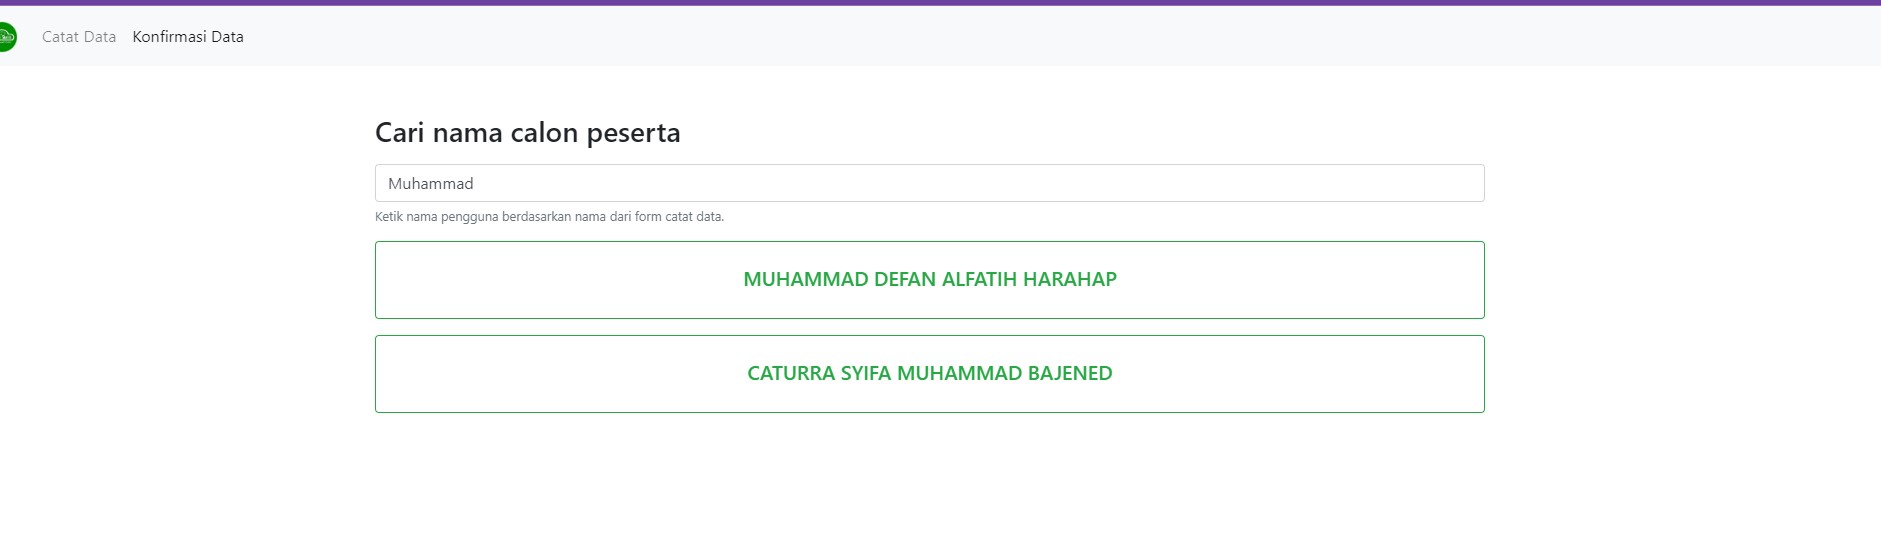 Catat Data Konfirmasi Data
Cari nama calon peserta
Muhammad
Ketik nama pengguna berdasarkan nama dari form catat data.
MUHAMMAD DEFAN ALFATIH HARAHAP
CATURRA SYIFA MUHAMMAD BAJENED